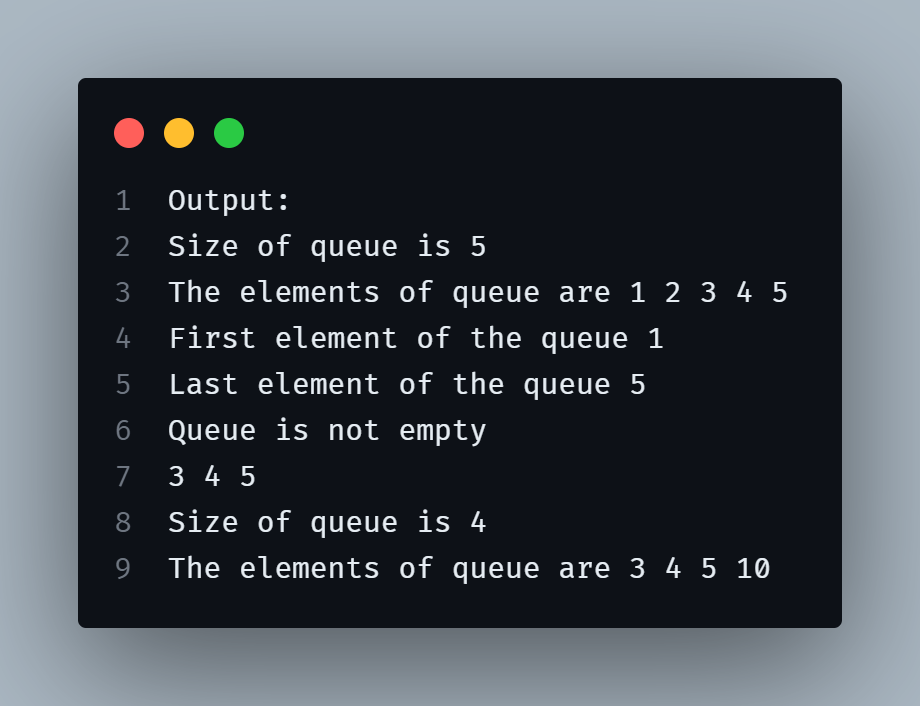 1 Output:
2 Size of queue is 5
3 The elements of queue are 1 2 3 4 5
4 First element of the queue 1
5 Last element of the queue 5
6 Queue is not empty
7 3 4 5
8 Size of queue is 4
9 The elements of queue are 3 4 5 10